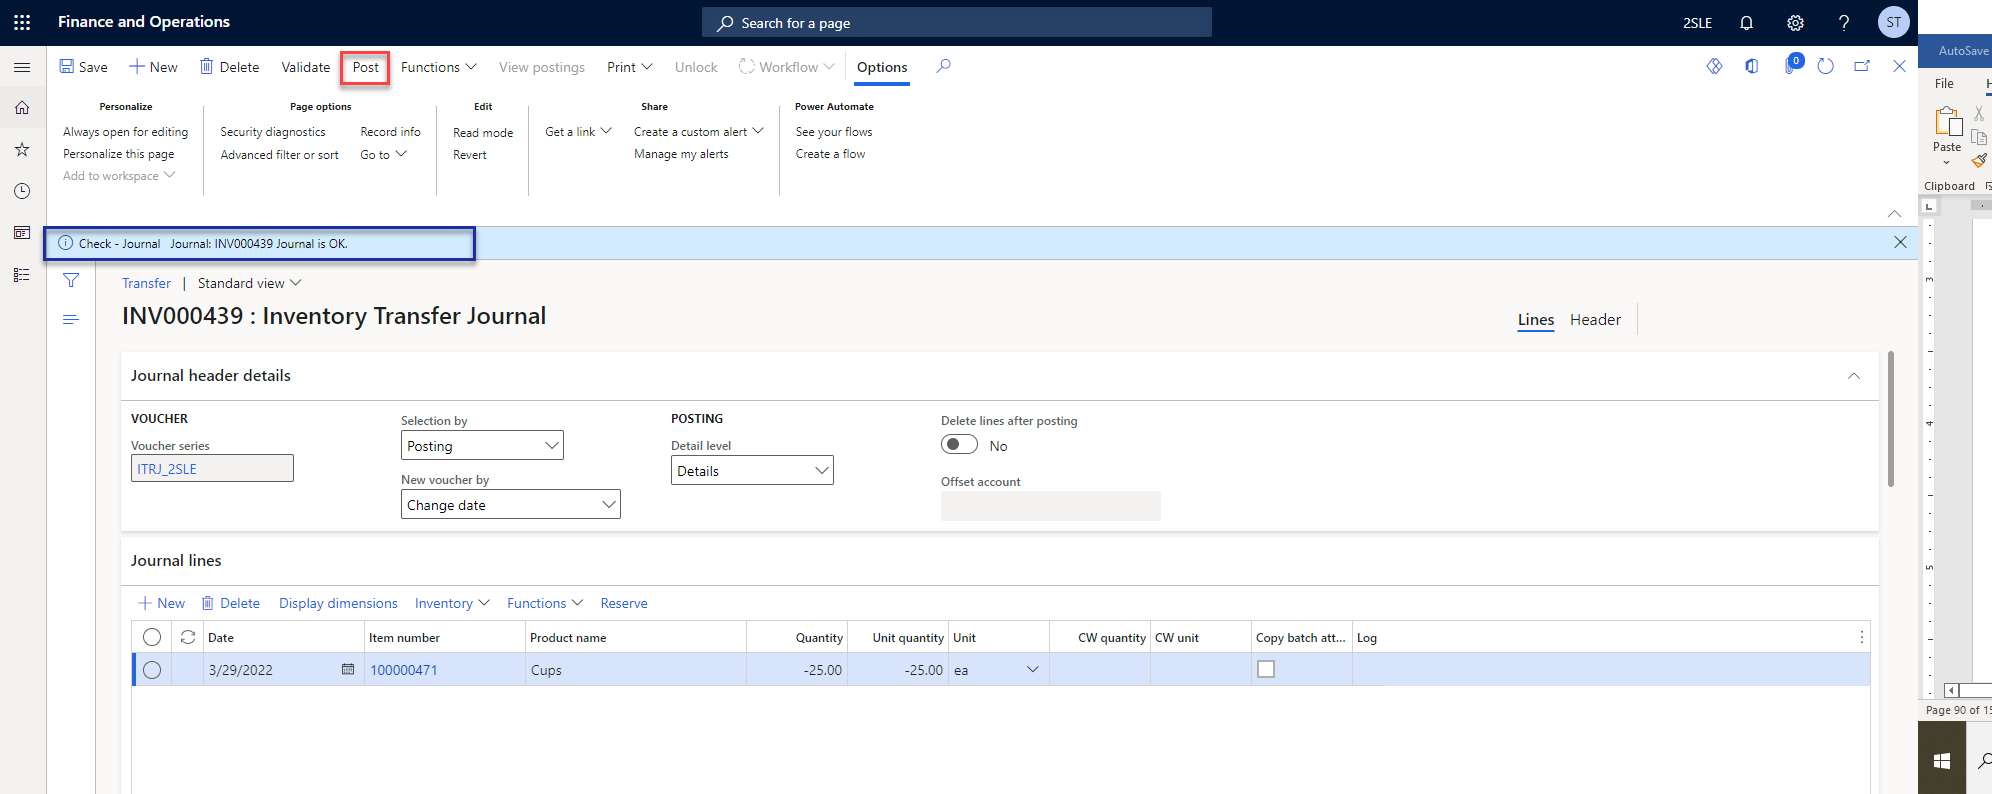 Finance and Operations
Search for a page
2SLE
?
ST
Save
New
Delete
Validate
Post
Functions
View postings
Print
Unlock
Workflow
Options
0
Personalize
Always open for editing
Personalize this page
Add to workspace
Page options
Security diagnostics
Advanced filter or sort
Record info
Go to
Edit
Read mode
Revert
Share
Get a link
Create a custom alert
Manage my alerts
Power Automate
See your flows
Create a flow
Check - Journal Journal: INV000439 Journal is OK.
Transfer | Standard view
INV000439 : Inventory Transfer Journal
Lines
Header
Journal header details
VOUCHER
Voucher series
ITRJ_2SLE
Selection by
Posting
New voucher by
Change date
POSTING
Detail level
Details
Delete lines after posting
No
Offset account
Journal lines
New
Delete
Display dimensions
Inventory
Functions
Reserve
Date Item number Product name Quantity Unit quantity Unit CW quantity CW unit Copy batch att... Log
3/29/2022 100000471 Cups -25.00 -25.00 ea
AutoSave
File
Paste
Clipboard
3
4
5
Page 90 of 15